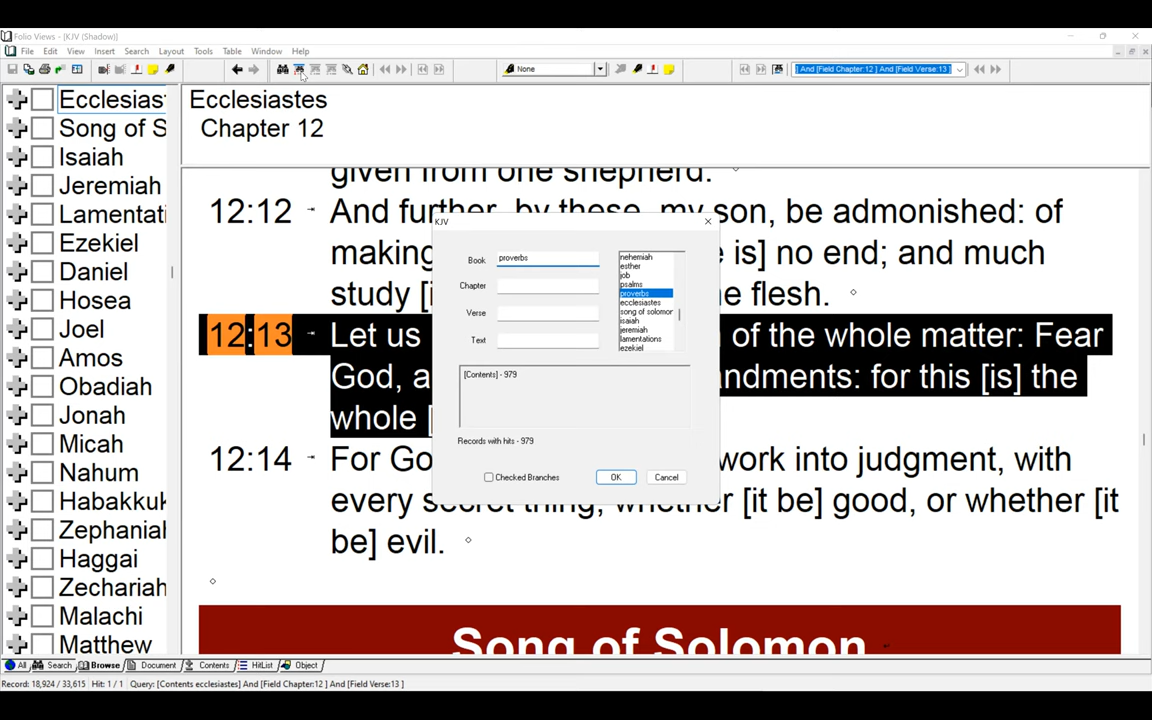 Folio Views - [KJV (Shadow)]
File Edit View Insert Search Layout Tools Table Window Help
None
] And [Field Chapter:12 ] And [Field Verse:13 ]
Ecclesiast
Song of S
Isaiah
Jeremiah
Lamentati
Ezekiel
Daniel
Hosea
Joel
Amos
Obadiah
Jonah
Micah
Nahum
Habakkuk
Zephaniah
Haggai
Zechariah
Malachi
Matthew
Ecclesiastes
Chapter 12
given from one shepherd.
12:12 And further, by these, my son, be admonished: of
making is] no end; and much
study [i e flesh.
12:13 Let us of the whole matter: Fear
God, a ndments: for this [is] the
whole [
12:14 For Go work into judgment, with
every secret thing, whether [it be] good, or whether [it
be] evil.
Song of Solomon
KJV
Book proverbs
Chapter
Verse
Text
nehemiah
esther
job
psalms
proverbs
ecclesiastes
song of solomon
isaiah
jeremiah
lamentations
ezekiel
[Contents] - 979
Records with hits - 979
Checked Branches OK Cancel
All Search Browse Document Contents HitList Object
Record: 18,924 / 33,615 Hit: 1 / 1 Query: [Contents ecclesiastes] And [Field Chapter:12 ] And [Field Verse:13 ]